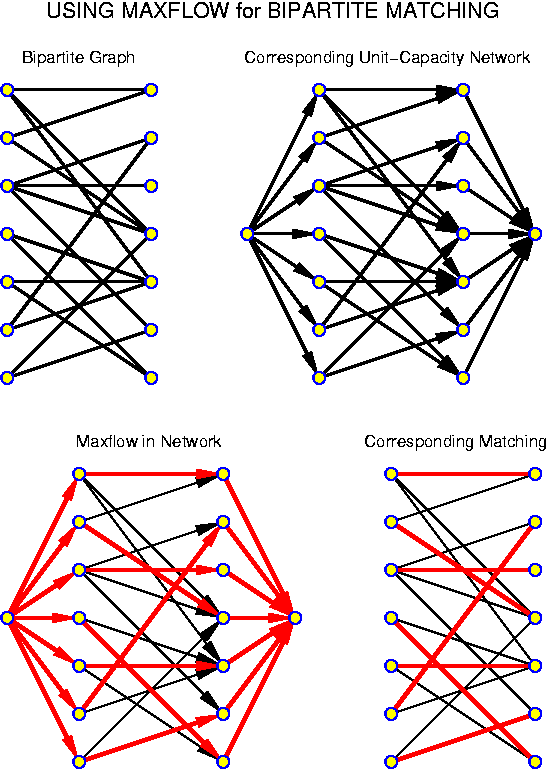 USING MAXFLOW for BIPARTITE MATCHING
Bipartite Graph
Corresponding Unit−Capacity Network
Maxflow in Network
Corresponding Matching